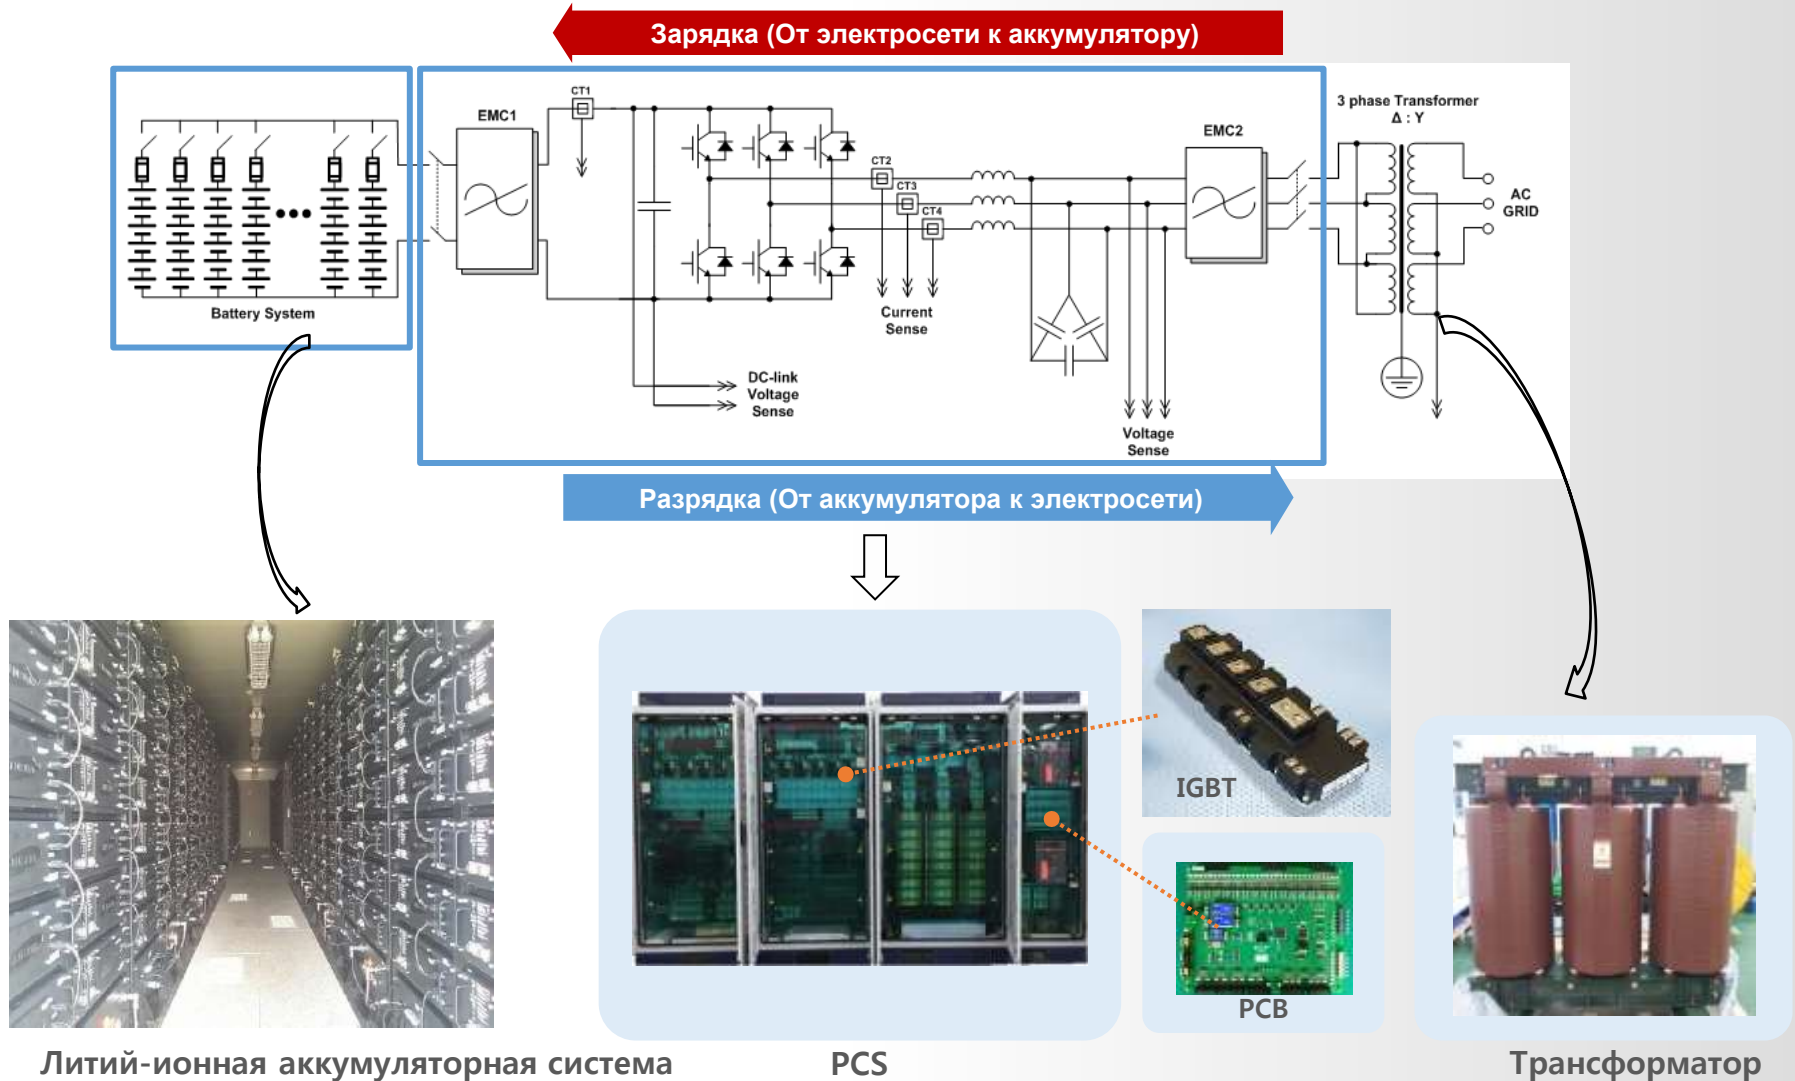 Зарядка (От электросети к аккумулятору)
CT1
EMC1
3 phase Transformer
Δ : Y
EMC2
CT2
CT3
CT4
AC
GRID
Battery System
Current
Sense
DC-link
Voltage
Sense
Voltage
Sense
Разрядка (От аккумулятора к электросети)
IGBT
PCB
Литий-ионная аккумуляторная система
PCS
Трансформатор